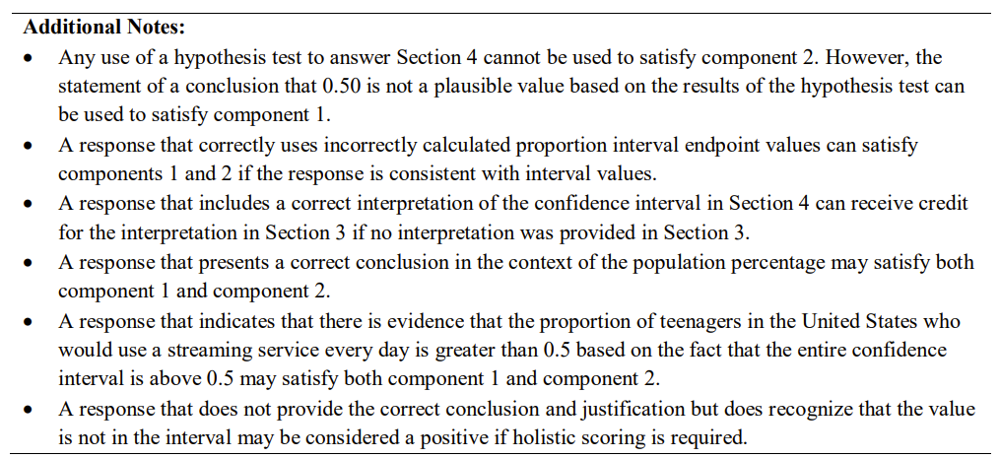 Additional Notes:
• Any use of a hypothesis test to answer Section 4 cannot be used to satisfy component 2. However, the
statement of a conclusion that 0.50 is not a plausible value based on the results of the hypothesis test can
be used to satisfy component 1.
• A response that correctly uses incorrectly calculated proportion interval endpoint values can satisfy
components 1 and 2 if the response is consistent with interval values.
• A response that includes a correct interpretation of the confidence interval in Section 4 can receive credit
for the interpretation in Section 3 if no interpretation was provided in Section 3.
• A response that presents a correct conclusion in the context of the population percentage may satisfy both
component 1 and component 2.
• A response that indicates that there is evidence that the proportion of teenagers in the United States who
would use a streaming service every day is greater than 0.5 based on the fact that the entire confidence
interval is above 0.5 may satisfy both component 1 and component 2.
• A response that does not provide the correct conclusion and justification but does recognize that the value
is not in the interval may be considered a positive if holistic scoring is required.